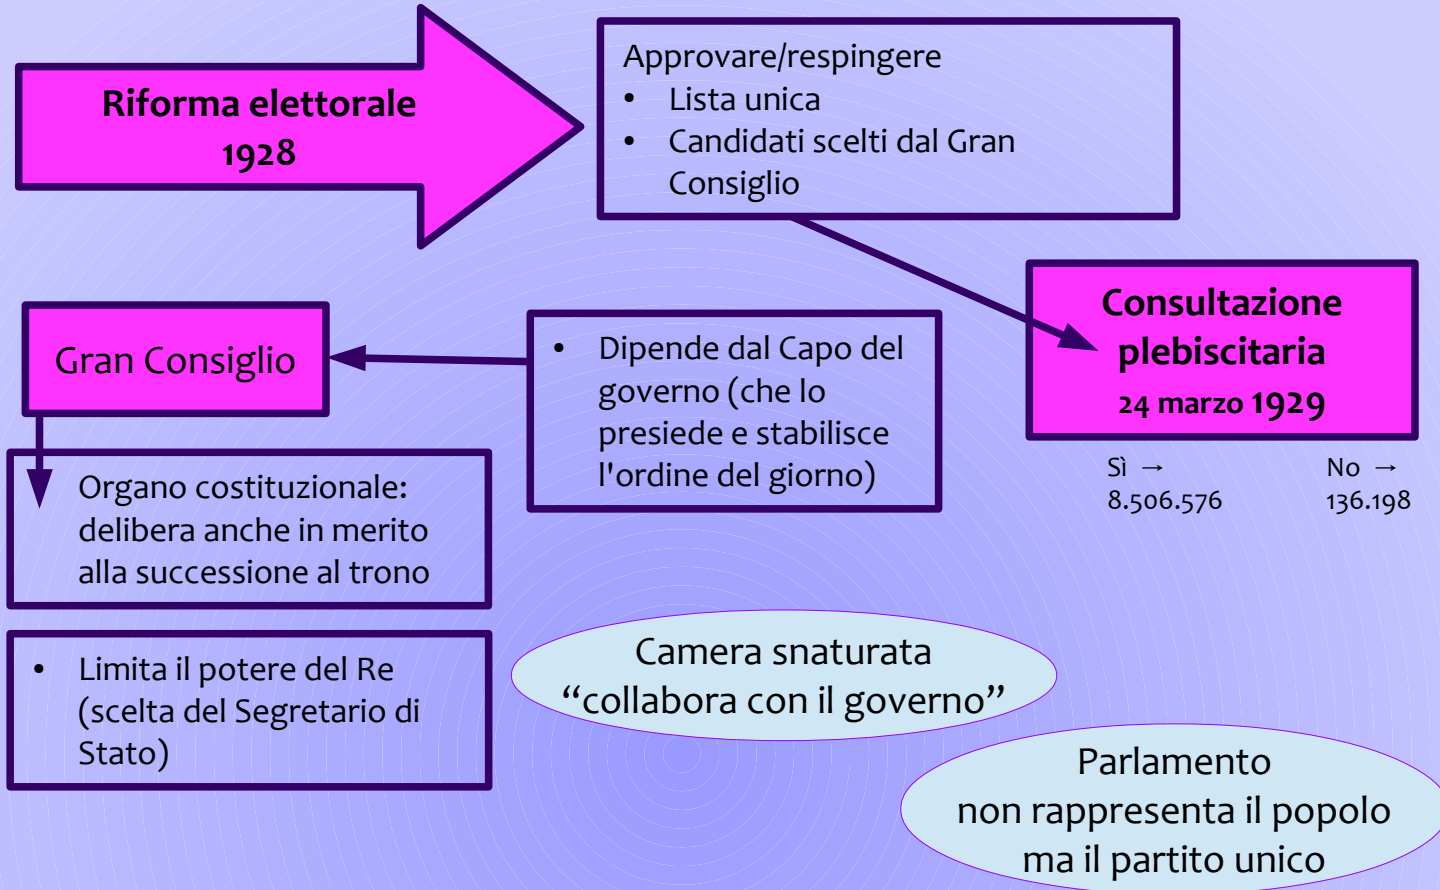 Riforma elettorale
1928
Approvare/respingere
• Lista unica
• Candidati scelti dal Gran
Consiglio
Consultazione
plebiscitaria
24 marzo 1929
Sì →
8.506.576
No →
136.198
Gran Consiglio
• Dipende dal Capo del
governo (che lo
presiede e stabilisce
l'ordine del giorno)
Organo costituzionale:
delibera anche in merito
alla successione al trono
• Limita il potere del Re
(scelta del Segretario di
Stato)
Camera snaturata
“collabora con il governo”
Parlamento
non rappresenta il popolo
ma il partito unico